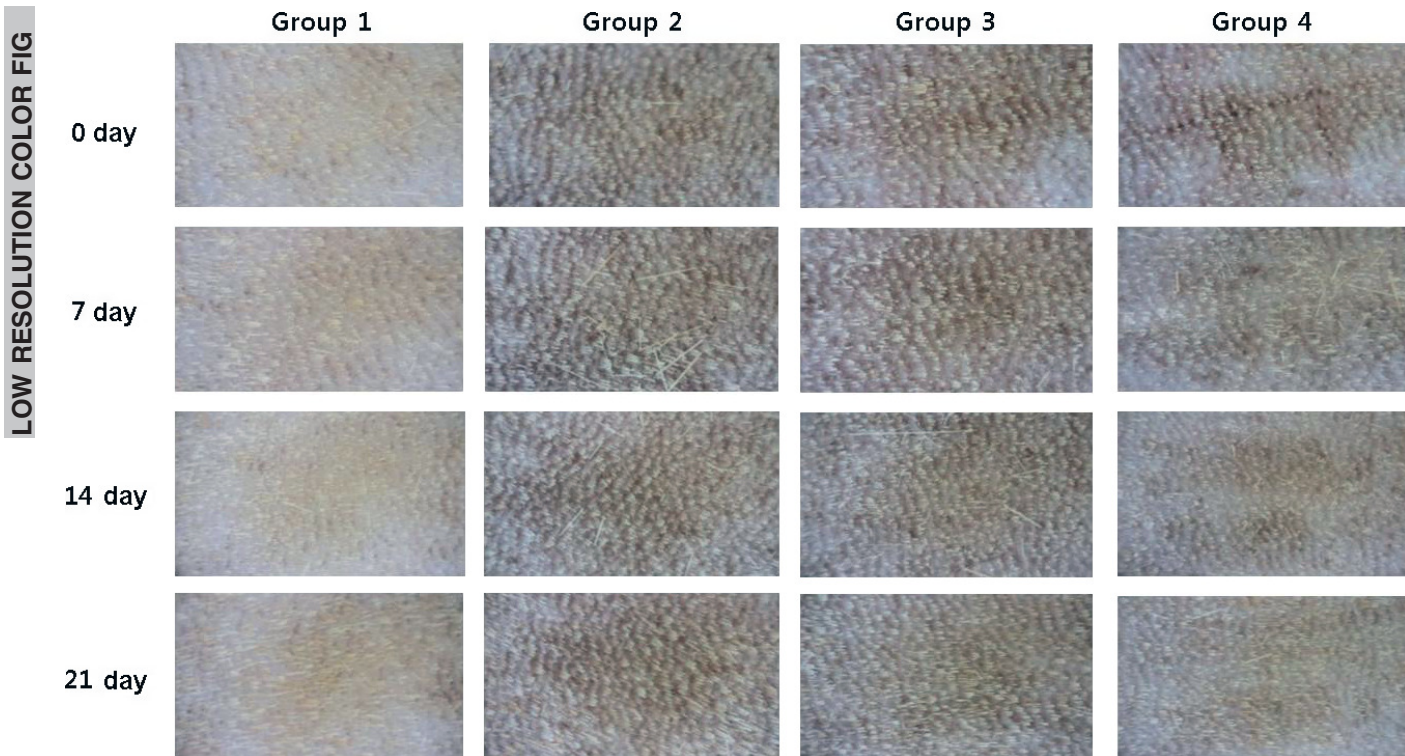 LOW RESOLUTION COLOR FIG
Group 1 Group 2 Group 3 Group 4
0 day
7 day
14 day
21 day